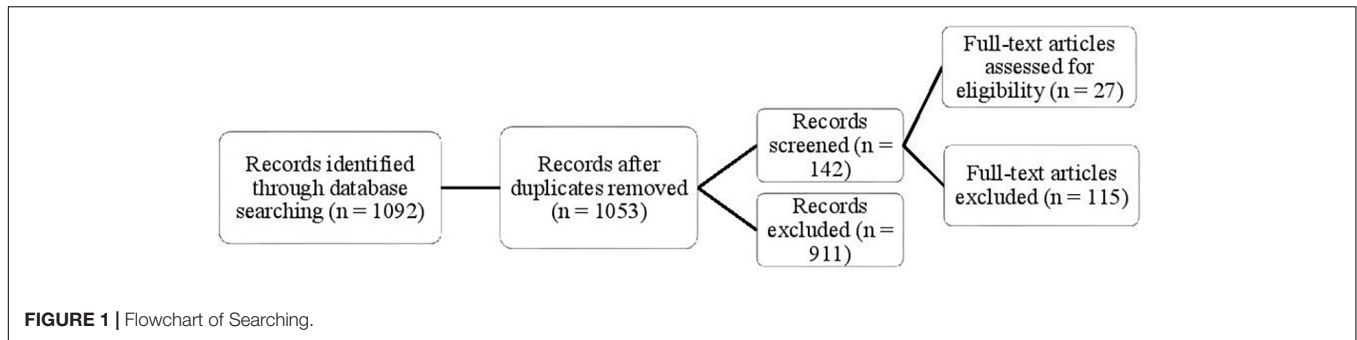 Records identified
through database
searching (n = 1092)
Records after
duplicates removed
(n = 1053)
Records
screened (n =
142)
Records
excluded (n =
911)
Full-text articles
assessed for
eligibility (n = 27)
Full-text articles
excluded (n = 115)
FIGURE 1 | Flowchart of Searching.